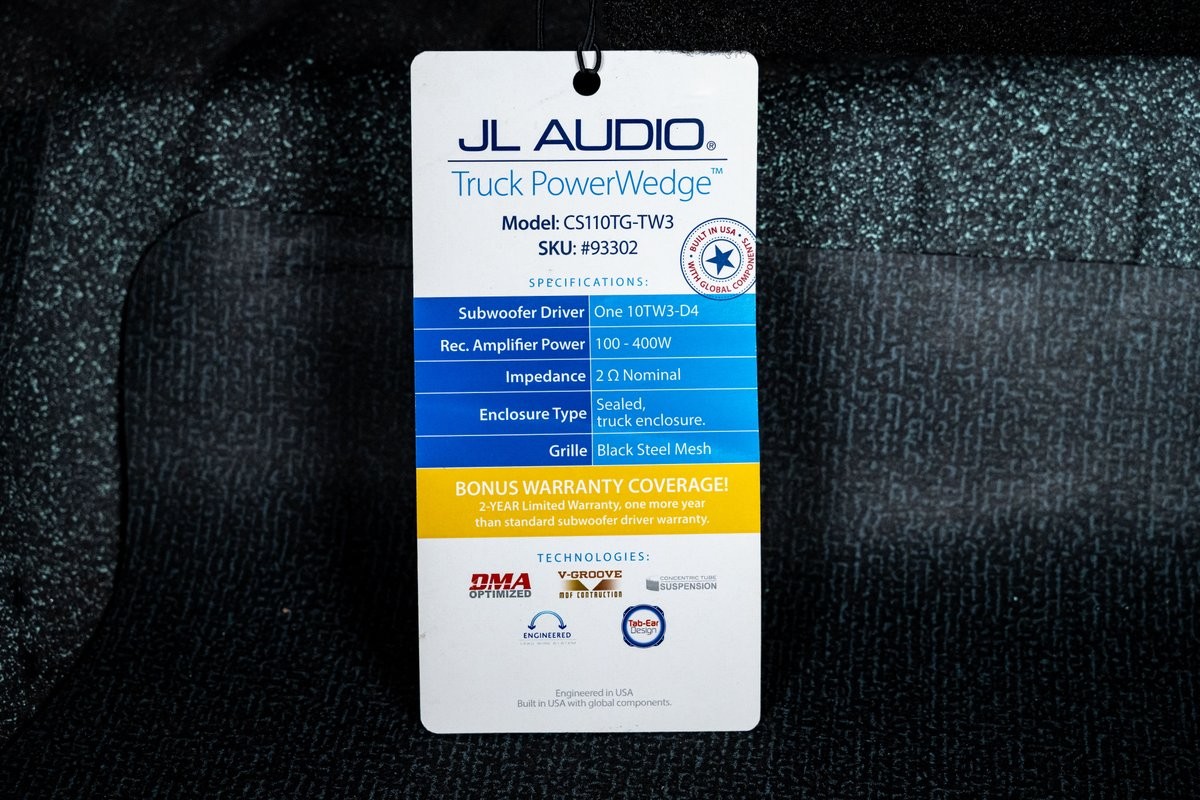 JL AUDIO®
Truck PowerWedge™
Model: CS110TG-TW3
SKU: #93302
BUILT IN USA • WITH GLOBAL COMPONENTS •
SPECIFICATIONS:
Subwoofer Driver One 10TW3-D4
Rec. Amplifier Power 100 - 400W
Impedance 2 Ω Nominal
Enclosure Type Sealed,
truck enclosure.
Grille Black Steel Mesh
BONUS WARRANTY COVERAGE!
2-YEAR Limited Warranty, one more year
than standard subwoofer driver warranty.
TECHNOLOGIES:
DMA
OPTIMIZED
V-GROOVE
MDF CONTRUCTION
CONCENTRIC TUBE
SUSPENSION
ENGINEERED
Tab-Ear
Design
Engineered in USA
Built in USA with global components.